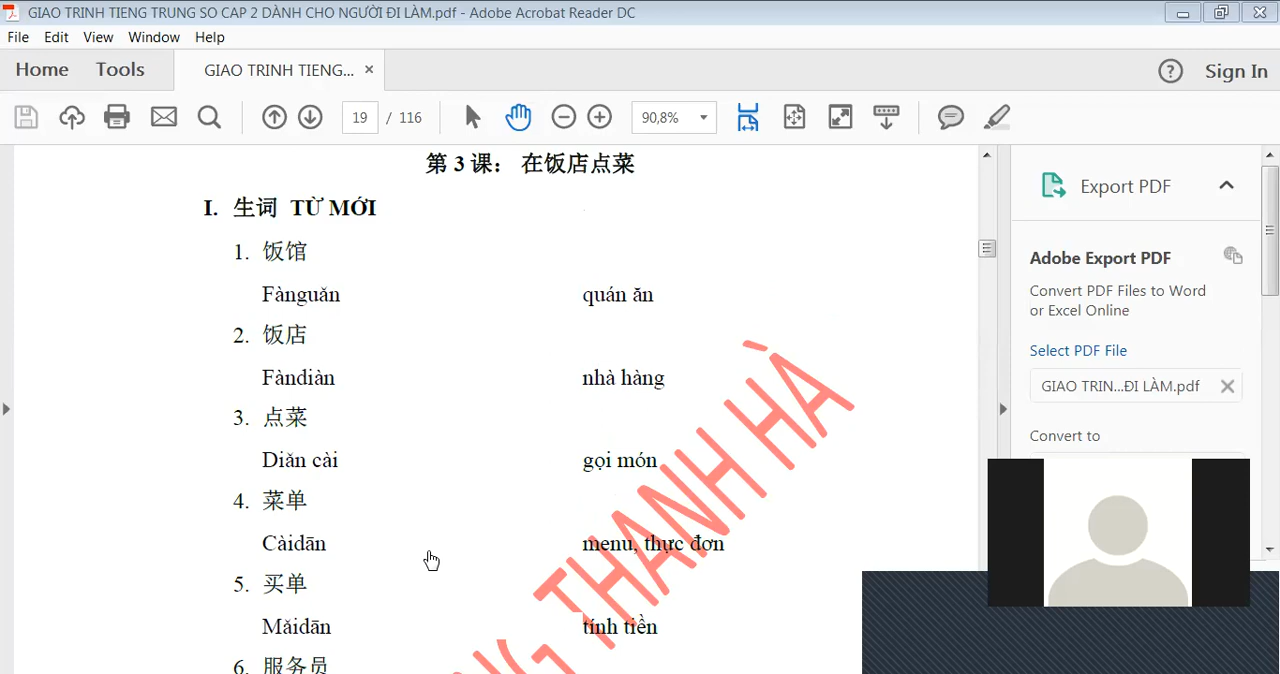 GIAO TRINH TIENG TRUNG SO CAP 2 DÀNH CHO NGƯỜI ĐI LÀM.pdf - Adobe Acrobat Reader DC
File Edit View Window Help
Home Tools GIAO TRINH TIENG... × ? Sign In
19 / 116 90,8%
第 3 课： 在饭店点菜
I. 生词 TỪ MỚI
1. 饭馆
Fànguăn quán ăn
2. 饭店
Fàndiàn nhà hàng
3. 点菜
Diăn cài gọi món
4. 菜单
Càidān menu, thực đơn
5. 买单
Măidān tính tiền
6. 服务员
THANH HÀ
Export PDF
Adobe Export PDF
Convert PDF Files to Word
or Excel Online
Select PDF File
GIAO TRIN...ĐI LÀM.pdf
Convert to